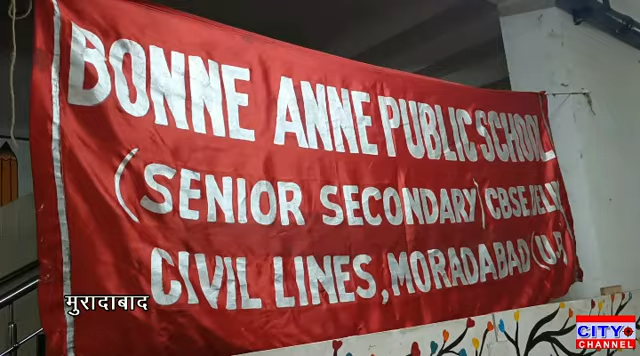 BONNE ANNE PUBLIC SCHOOL
(SENIOR SECONDARY) CBSE DELHI
CIVIL LINES, MORADABAD (U.P)
मुरादाबाद
CITY
CHANNEL